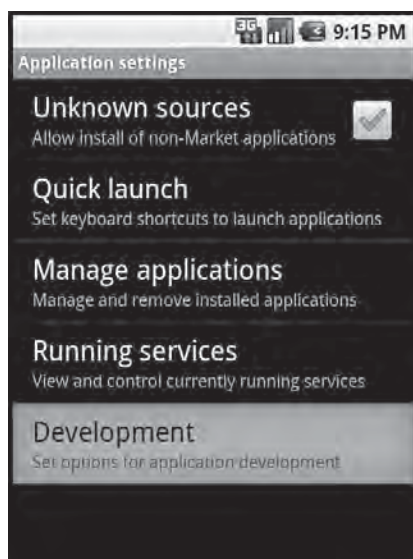 3G
9:15 PM
Application settings
Unknown sources
Allow install of non-Market applications
Quick launch
Set keyboard shortcuts to launch applications
Manage applications
Manage and remove installed applications
Running services
View and control currently running services
Development
Set options for application development